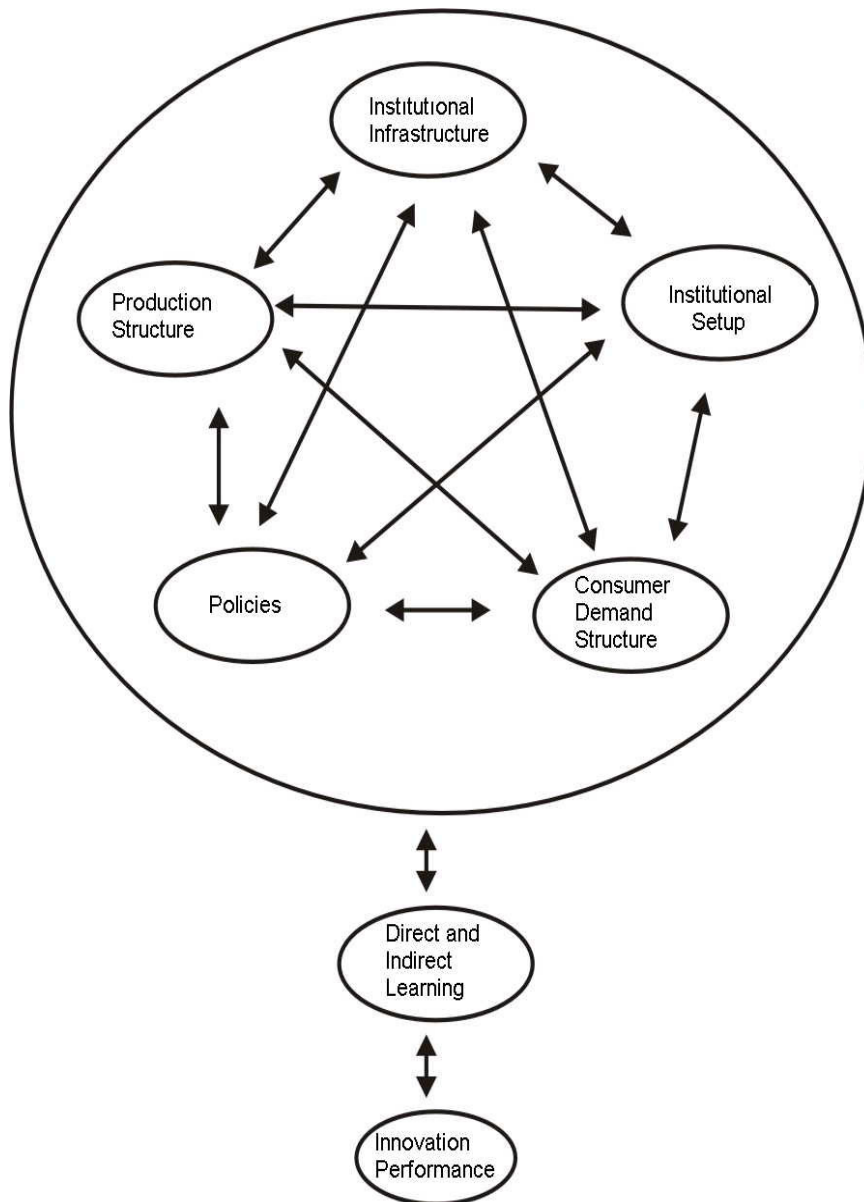 Institutional
Infrastructure
Production
Structure
Institutional
Setup
Policies
Consumer
Demand
Structure
Direct and
Indirect
Learning
Innovation
Performance